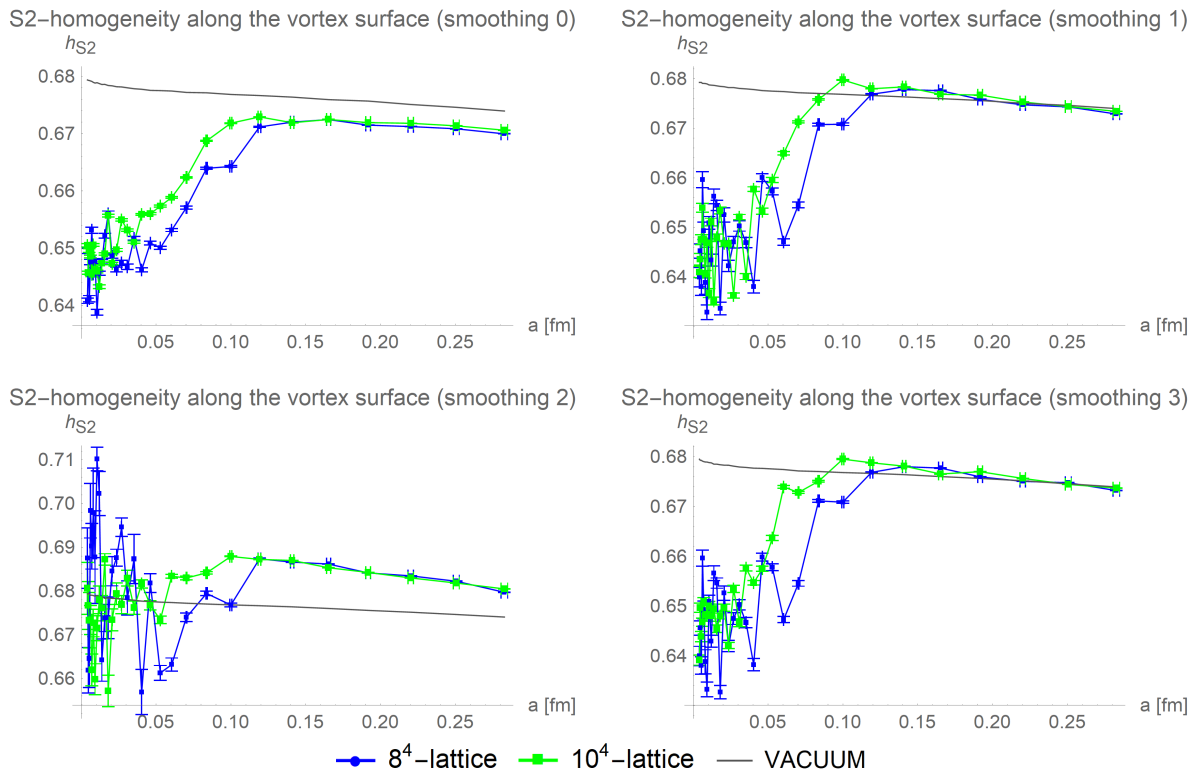 S2−homogeneity along the vortex surface (smoothing 0)
hS2
0.68
0.67
0.66
0.65
0.64
0.05 0.10 0.15 0.20 0.25
a [fm]
S2−homogeneity along the vortex surface (smoothing 1)
hS2
0.68
0.67
0.66
0.65
0.64
0.05 0.10 0.15 0.20 0.25
a [fm]
S2−homogeneity along the vortex surface (smoothing 2)
hS2
0.71
0.70
0.69
0.68
0.67
0.66
0.05 0.10 0.15 0.20 0.25
a [fm]
S2−homogeneity along the vortex surface (smoothing 3)
hS2
0.68
0.67
0.66
0.65
0.64
0.05 0.10 0.15 0.20 0.25
a [fm]
8⁴−lattice 10⁴−lattice VACUUM